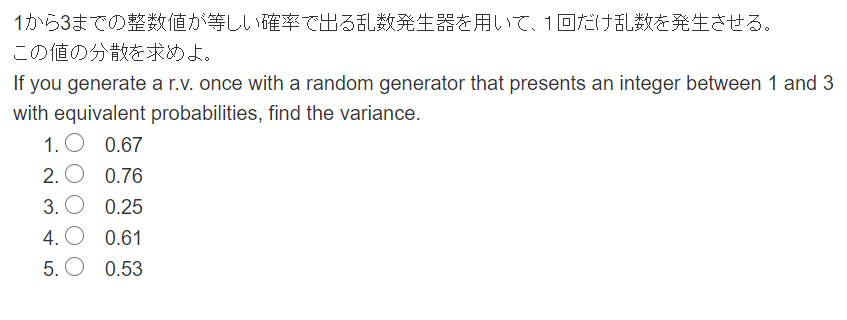 1から3までの整数値が等しい確率で出る乱数発生器を用いて、1回だけ乱数を発生させる。
この値の分散を求めよ。
If you generate a r.v. once with a random generator that presents an integer between 1 and 3
with equivalent probabilities, find the variance.
1. 0.67
2. 0.76
3. 0.25
4. 0.61
5. 0.53